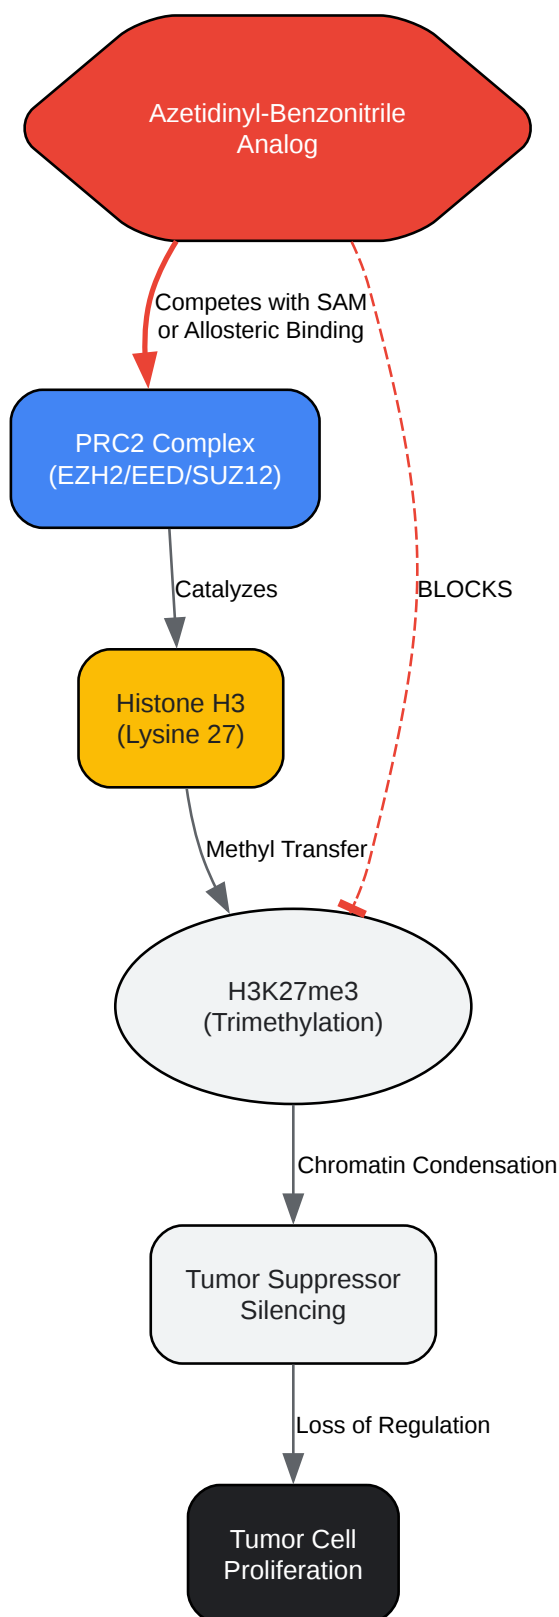 Azetidinyl-Benzonitrile
Analog
Competes with SAM
or Allosteric Binding
PRC2 Complex
(EZH2/EED/SUZ12)
Catalyzes
BLOCKS
Histone H3
(Lysine 27)
Methyl Transfer
H3K27me3
(Trimethylation)
Chromatin Condensation
Tumor Suppressor
Silencing
Loss of Regulation
Tumor Cell
Proliferation